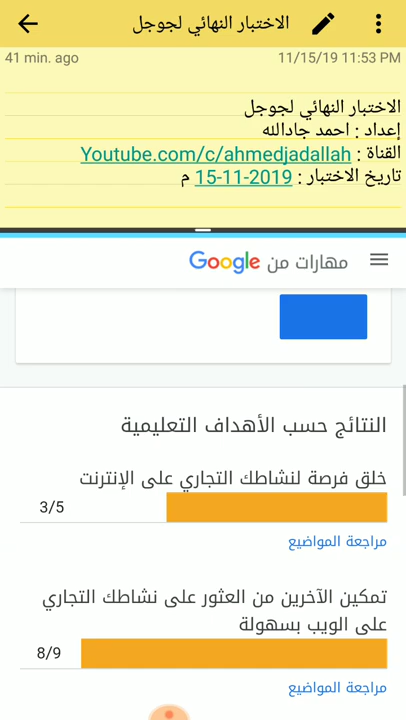 الاختبار النهائي لجوجل
41 min. ago
11/15/19 11:53 PM
الاختبار النهائي لجوجل
إعداد : احمد جادالله
القناة : Youtube.com/c/ahmedjadallah
تاريخ الاختبار : 15-11-2019 م
مهارات من Google
النتائج حسب الأهداف التعليمية
خلق فرصة لنشاطك التجاري على الإنترنت
3/5
مراجعة المواضيع
تمكين الآخرين من العثور على نشاطك التجاري
على الويب بسهولة
8/9
مراجعة المواضيع